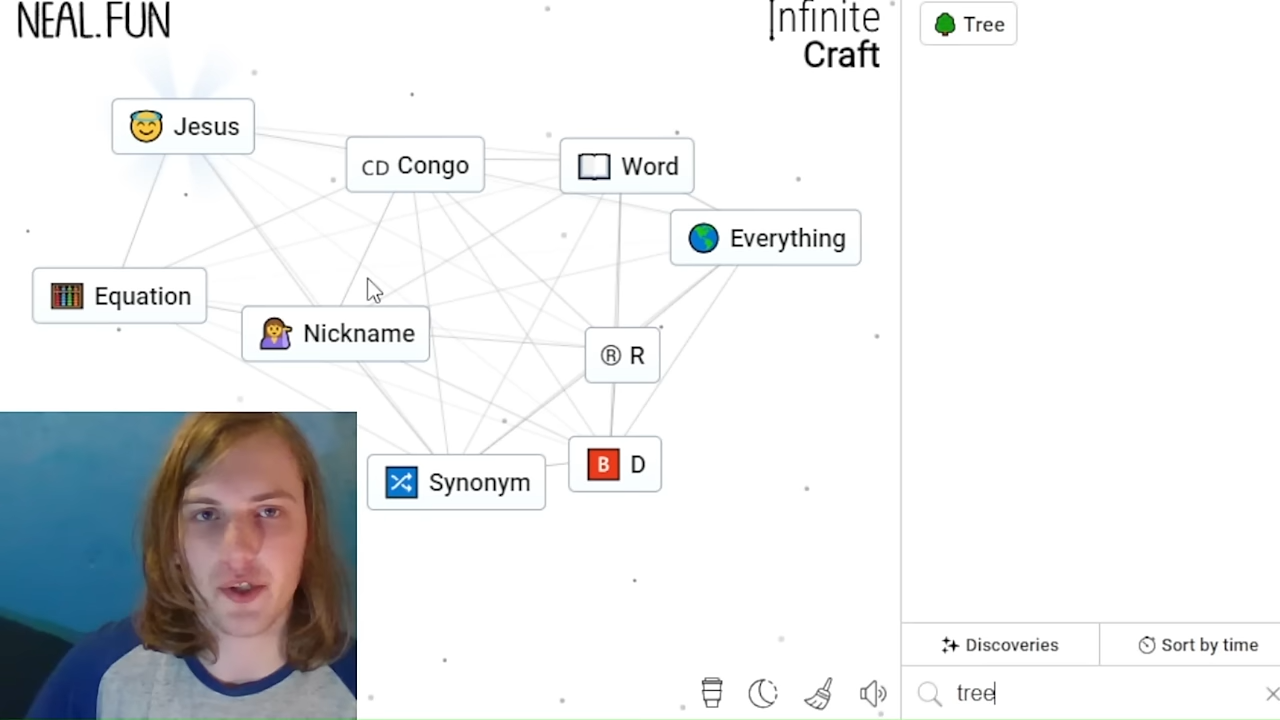 NEAL.FUN
Infinite
Craft
Tree
Jesus
CD Congo
Word
Everything
Equation
Nickname
® R
B D
Synonym
Discoveries
Sort by time
tree